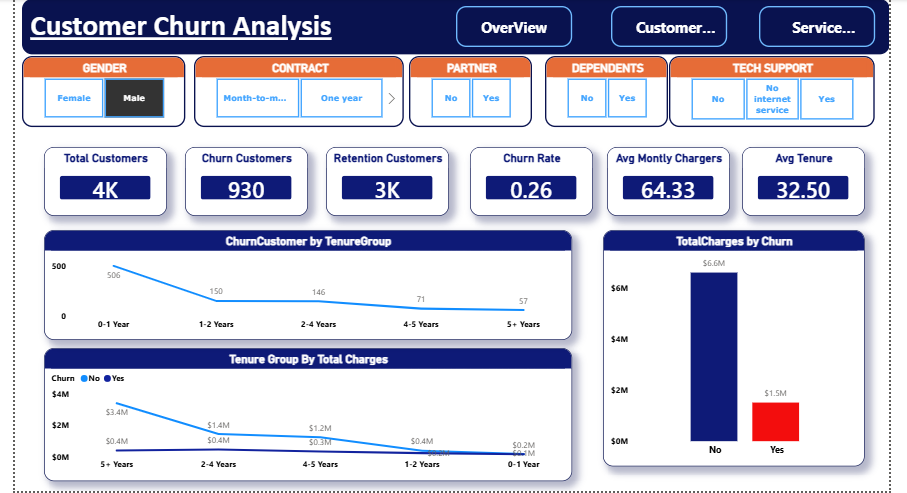 Customer Churn Analysis
OverView
Customer...
Service...
GENDER
CONTRACT
PARTNER
DEPENDENTS
TECH SUPPORT
Female
Male
Month-to-m...
One year
No
Yes
No
Yes
No
No
internet
service
Yes
Total Customers
Churn Customers
Retention Customers
Churn Rate
Avg Montly Chargers
Avg Tenure
4K
930
3K
0.26
64.33
32.50
ChurnCustomer by TenureGroup
500
0
506
150
146
71
57
0-1 Year
1-2 Years
2-4 Years
4-5 Years
5+ Years
Tenure Group By Total Charges
Churn No Yes
$4M
$2M
$0M
$3.4M
$1.4M
$1.2M
$0.4M
$0.2M
$0.4M
$0.4M
$0.3M
$0.1M
5+ Years
2-4 Years
4-5 Years
1-2 Years
0-1 Year
TotalCharges by Churn
$6M
$4M
$2M
$0M
$6.6M
$1.5M
No
Yes